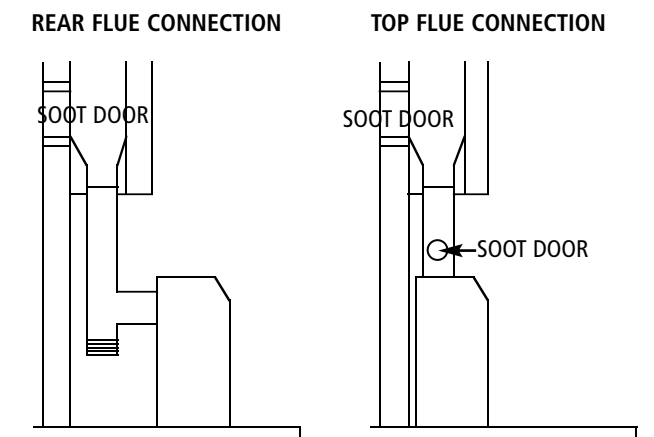 REAR FLUE CONNECTION
TOP FLUE CONNECTION
SOOT DOOR
SOOT DOOR
SOOT DOOR